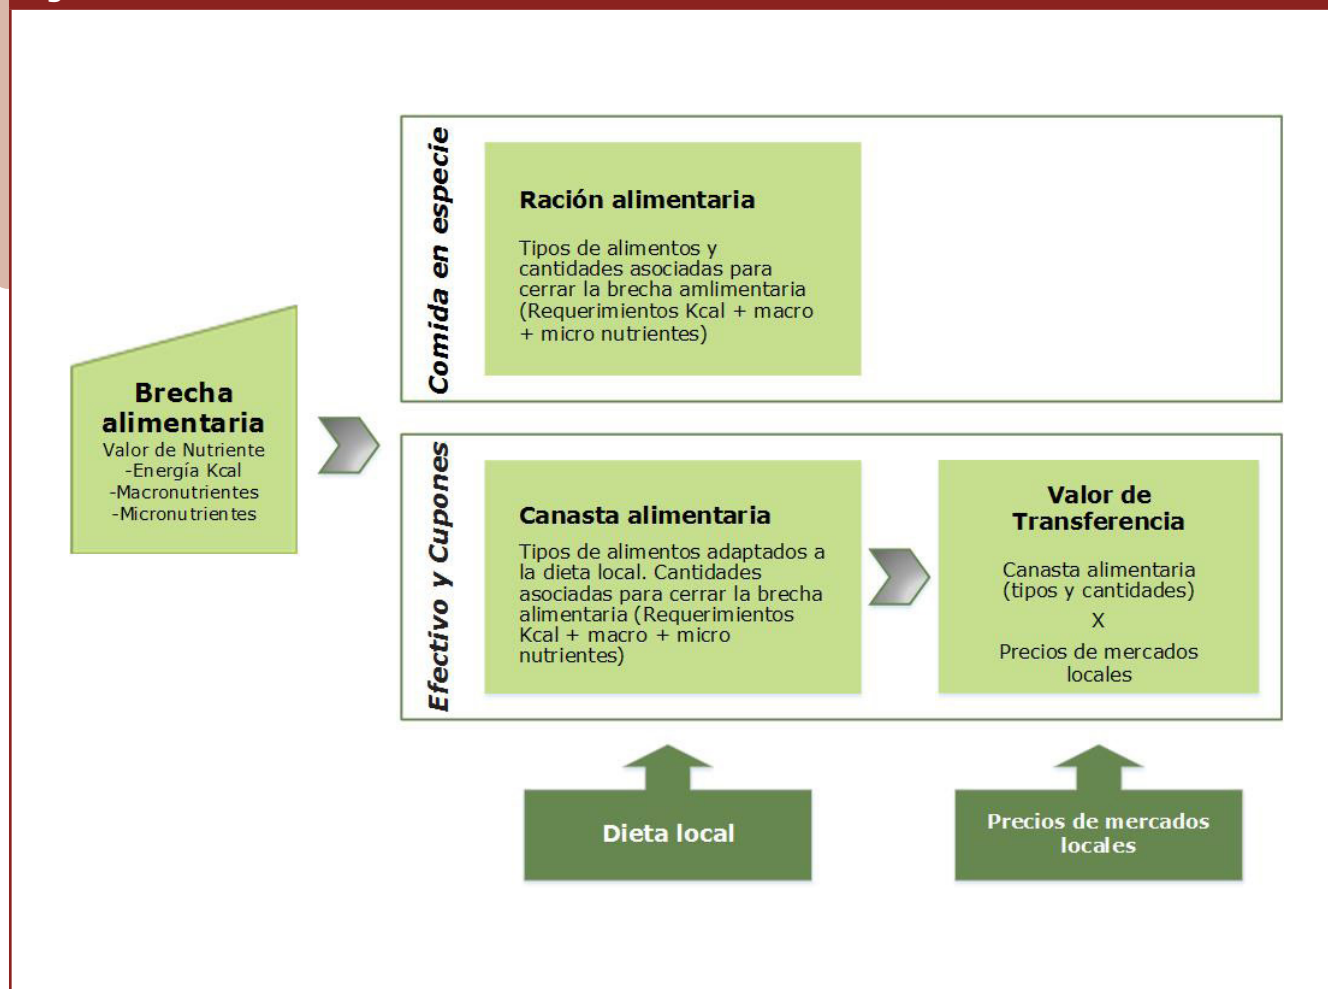 Brecha
alimentaria
Valor de Nutriente
-Energía Kcal
-Macronutrientes
-Micronutrientes
Comida en especie
Ración alimentaria
Tipos de alimentos y
cantidades asociadas para
cerrar la brecha amlimentaria
(Requerimientos Kcal + macro
+ micro nutrientes)
Efectivo y Cupones
Canasta alimentaria
Tipos de alimentos adaptados a
la dieta local. Cantidades
asociadas para cerrar la brecha
alimentaria (Requerimientos
Kcal + macro + micro
nutrientes)
Valor de
Transferencia
Canasta alimentaria
(tipos y cantidades)
X
Precios de mercados
locales
Dieta local
Precios de mercados
locales